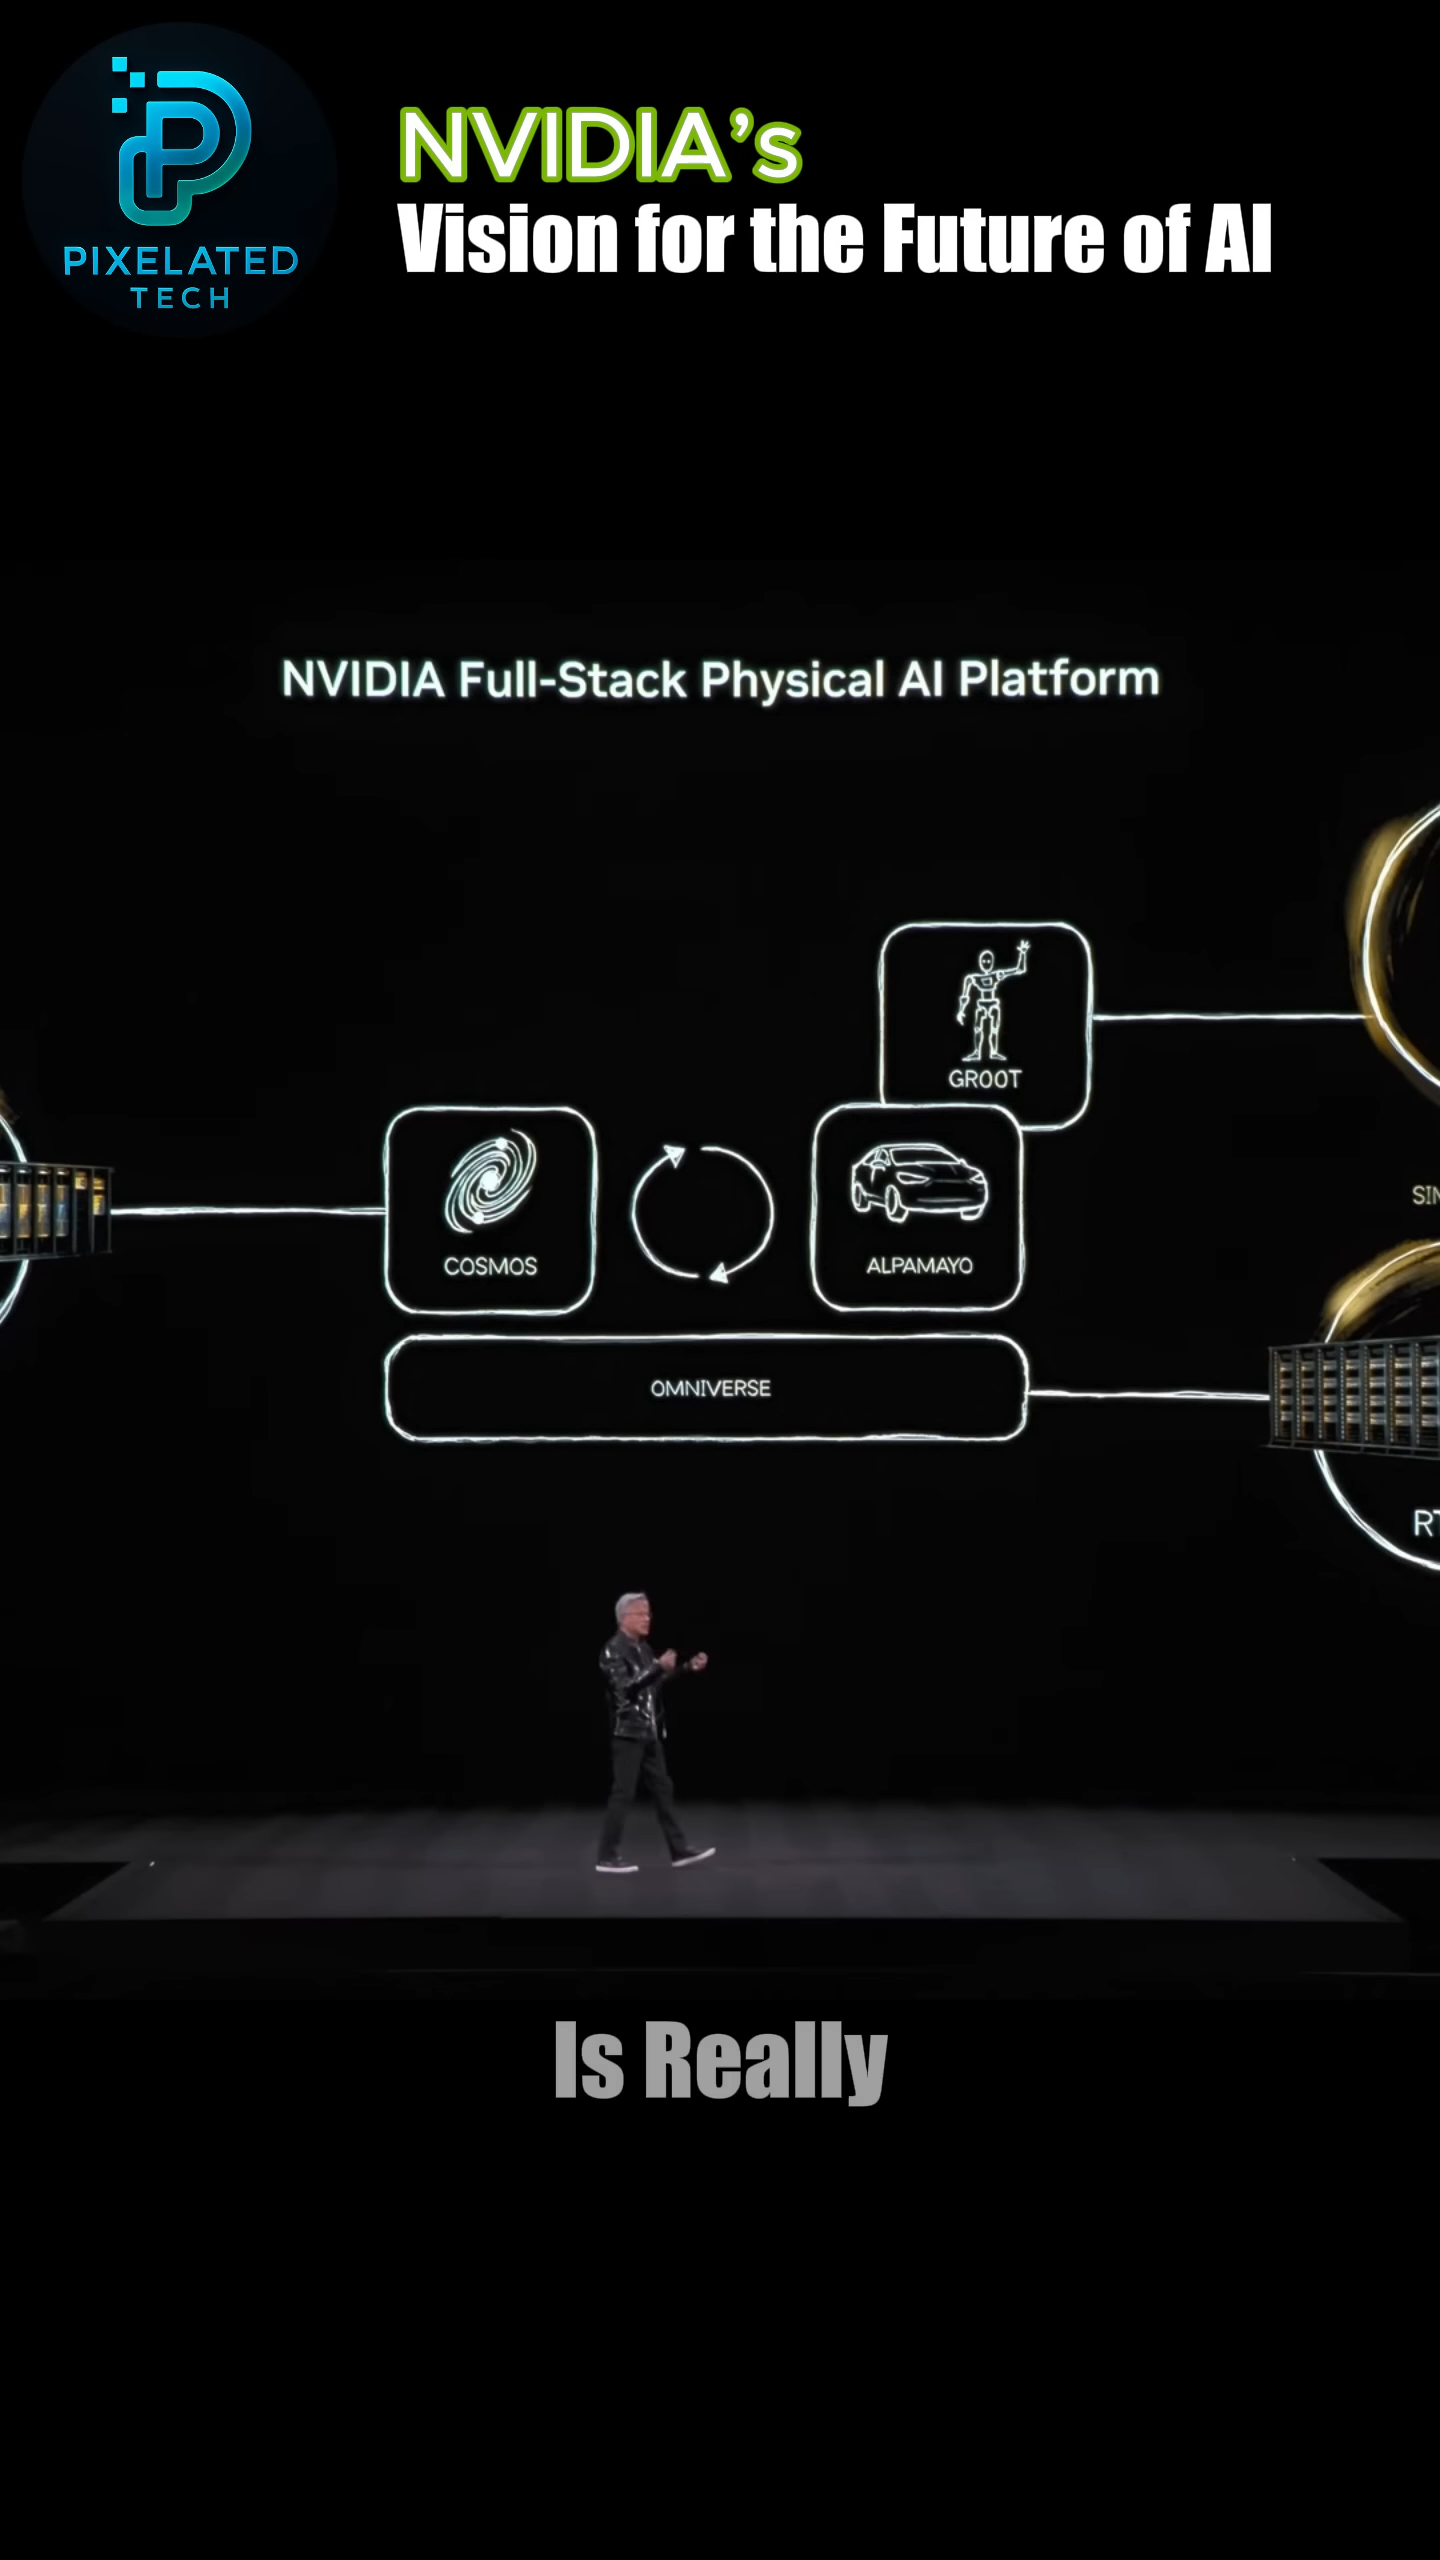 PIXELATED
TECH
NVIDIA's
Vision for the Future of AI
NVIDIA Full-Stack Physical AI Platform
GROOT
COSMOS
ALPAMAYO
OMNIVERSE
Is Really